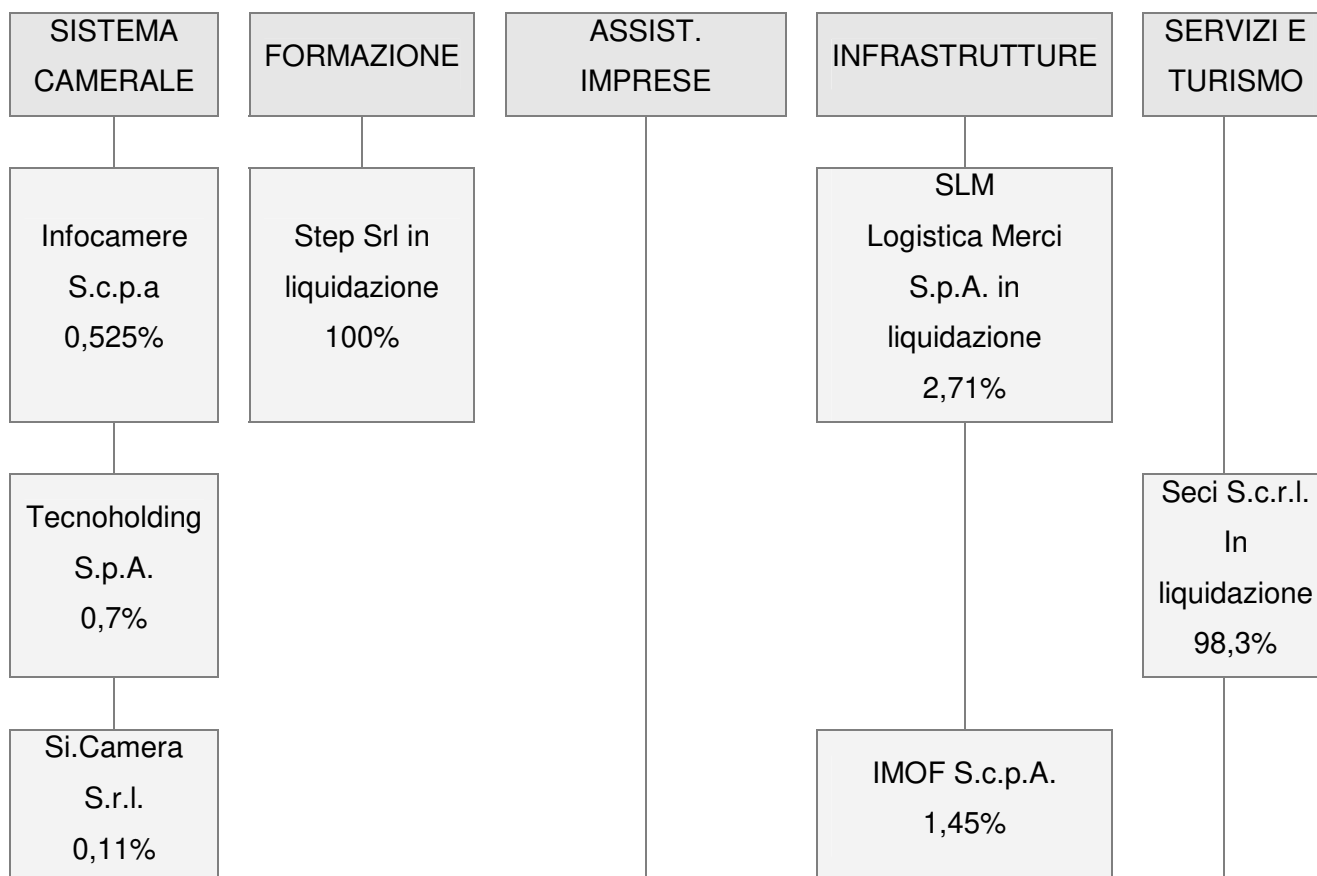 SISTEMA
CAMERALE
FORMAZIONE
ASSIST.
IMPRESE
INFRASTRUTTURE
SERVIZI E
TURISMO
Infocamere
S.c.p.a
0,525%
Step Srl in
liquidazione
100%
SLM
Logistica Merci
S.p.A. in
liquidazione
2,71%
Tecnoholding
S.p.A.
0,7%
Seci S.c.r.l.
In
liquidazione
98,3%
Si.Camera
S.r.l.
0,11%
IMOF S.c.p.A.
1,45%